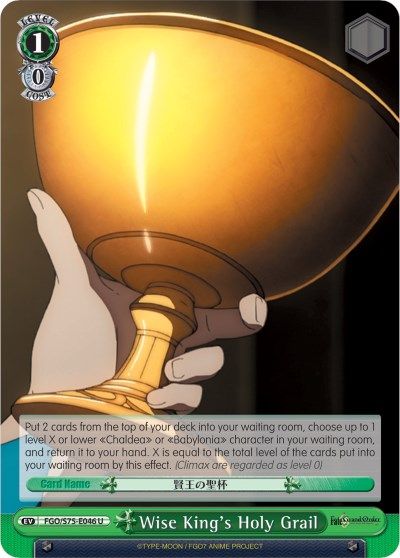 LEVEL
1
0
COST
Put 2 cards from the top of your deck into your waiting room, choose up to 1
level X or lower «Chaldea» or «Babylonia» character in your waiting room,
and return it to your hand. X is equal to the total level of the cards put into
your waiting room by this effect. (Climax are regarded as level 0)
Card Name 賢王の聖杯
EV FGO/S75-E046 U Wise King's Holy Grail Fate/Grand Order
©TYPE-MOON / FGO7 ANIME PROJECT